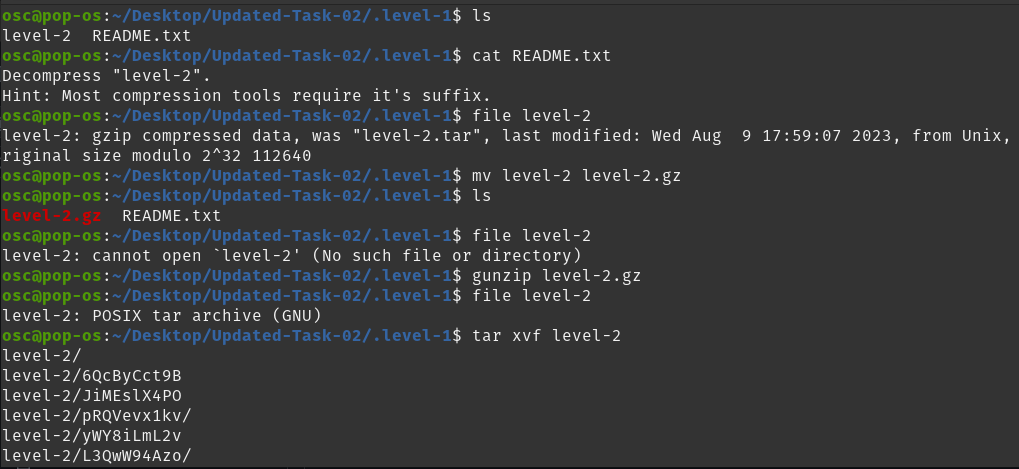 osc@pop-os:~/Desktop/Updated-Task-02/.level-1$ ls
level-2  README.txt
osc@pop-os:~/Desktop/Updated-Task-02/.level-1$ cat README.txt
Decompress "level-2".
Hint: Most compression tools require it's suffix.
osc@pop-os:~/Desktop/Updated-Task-02/.level-1$ file level-2
level-2: gzip compressed data, was "level-2.tar", last modified: Wed Aug  9 17:59:07 2023, from Unix,
riginal size modulo 2^32 112640
osc@pop-os:~/Desktop/Updated-Task-02/.level-1$ mv level-2 level-2.gz
osc@pop-os:~/Desktop/Updated-Task-02/.level-1$ ls
level-2.gz  README.txt
osc@pop-os:~/Desktop/Updated-Task-02/.level-1$ file level-2
level-2: cannot open `level-2' (No such file or directory)
osc@pop-os:~/Desktop/Updated-Task-02/.level-1$ gunzip level-2.gz
osc@pop-os:~/Desktop/Updated-Task-02/.level-1$ file level-2
level-2: POSIX tar archive (GNU)
osc@pop-os:~/Desktop/Updated-Task-02/.level-1$ tar xvf level-2
level-2/
level-2/6QcByCct9B
level-2/JiMEslX4PO
level-2/pRQVevx1kv/
level-2/yWY8iLmL2v
level-2/L3QwW94Azo/